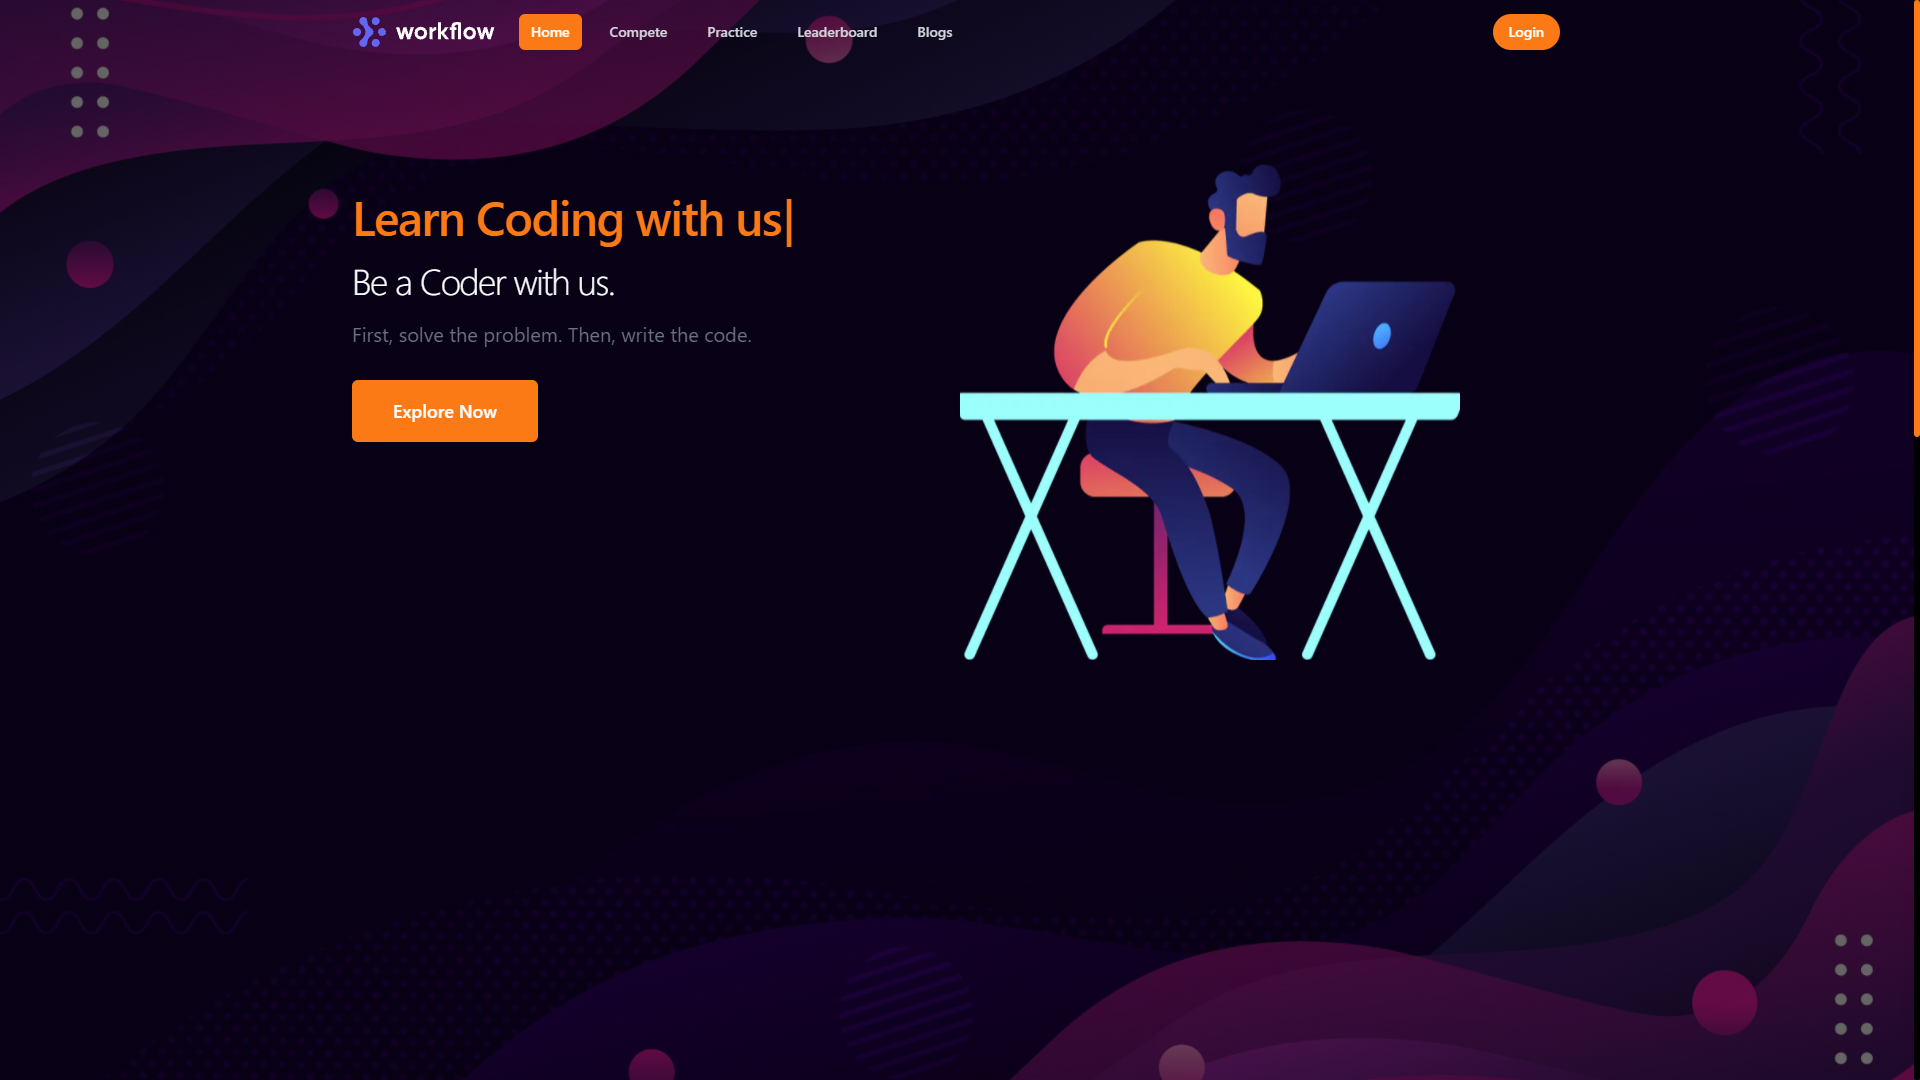 workflow
Home
Compete
Practice
Leaderboard
Blogs
Login
Learn Coding with us|
Be a Coder with us.
First, solve the problem. Then, write the code.
Explore Now